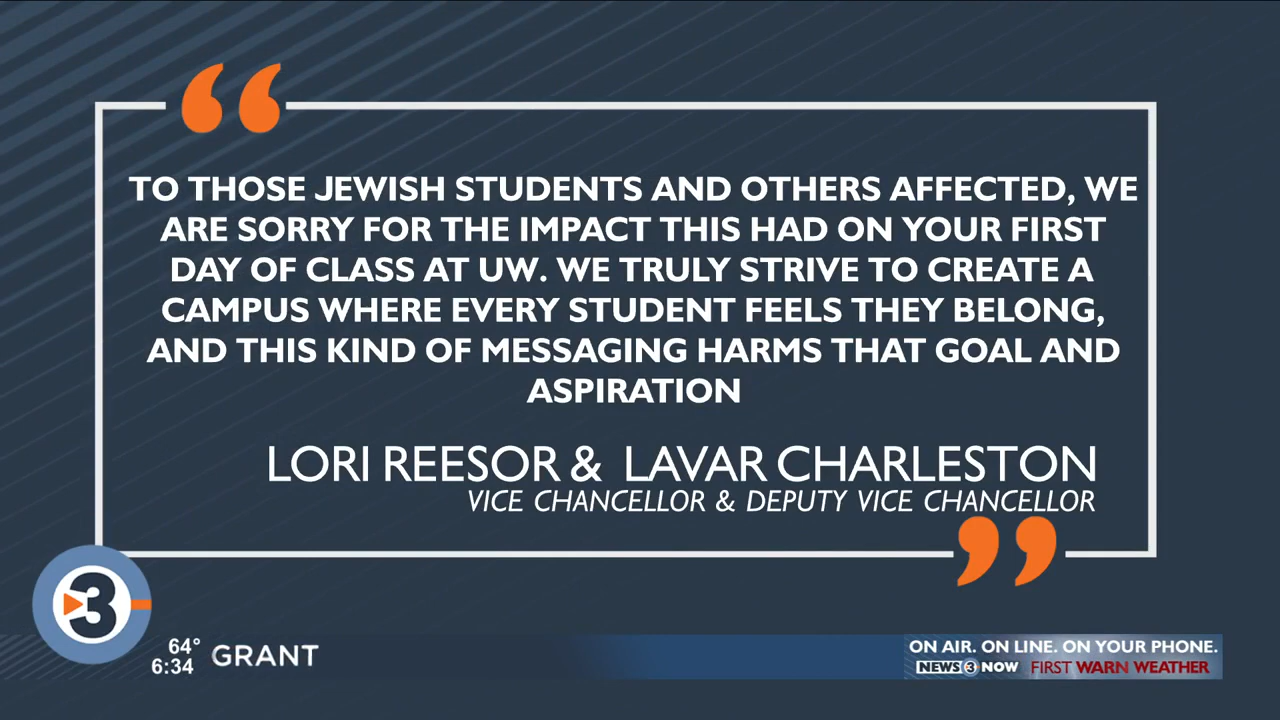 “
TO THOSE JEWISH STUDENTS AND OTHERS AFFECTED, WE
ARE SORRY FOR THE IMPACT THIS HAD ON YOUR FIRST
DAY OF CLASS AT UW. WE TRULY STRIVE TO CREATE A
CAMPUS WHERE EVERY STUDENT FEELS THEY BELONG,
AND THIS KIND OF MESSAGING HARMS THAT GOAL AND
ASPIRATION
LORI REESOR & LAVAR CHARLESTON
VICE CHANCELLOR & DEPUTY VICE CHANCELLOR
”
3
64°
6:34
GRANT
ON AIR. ON LINE. ON YOUR PHONE.
NEWS 3 NOW FIRST WARN WEATHER